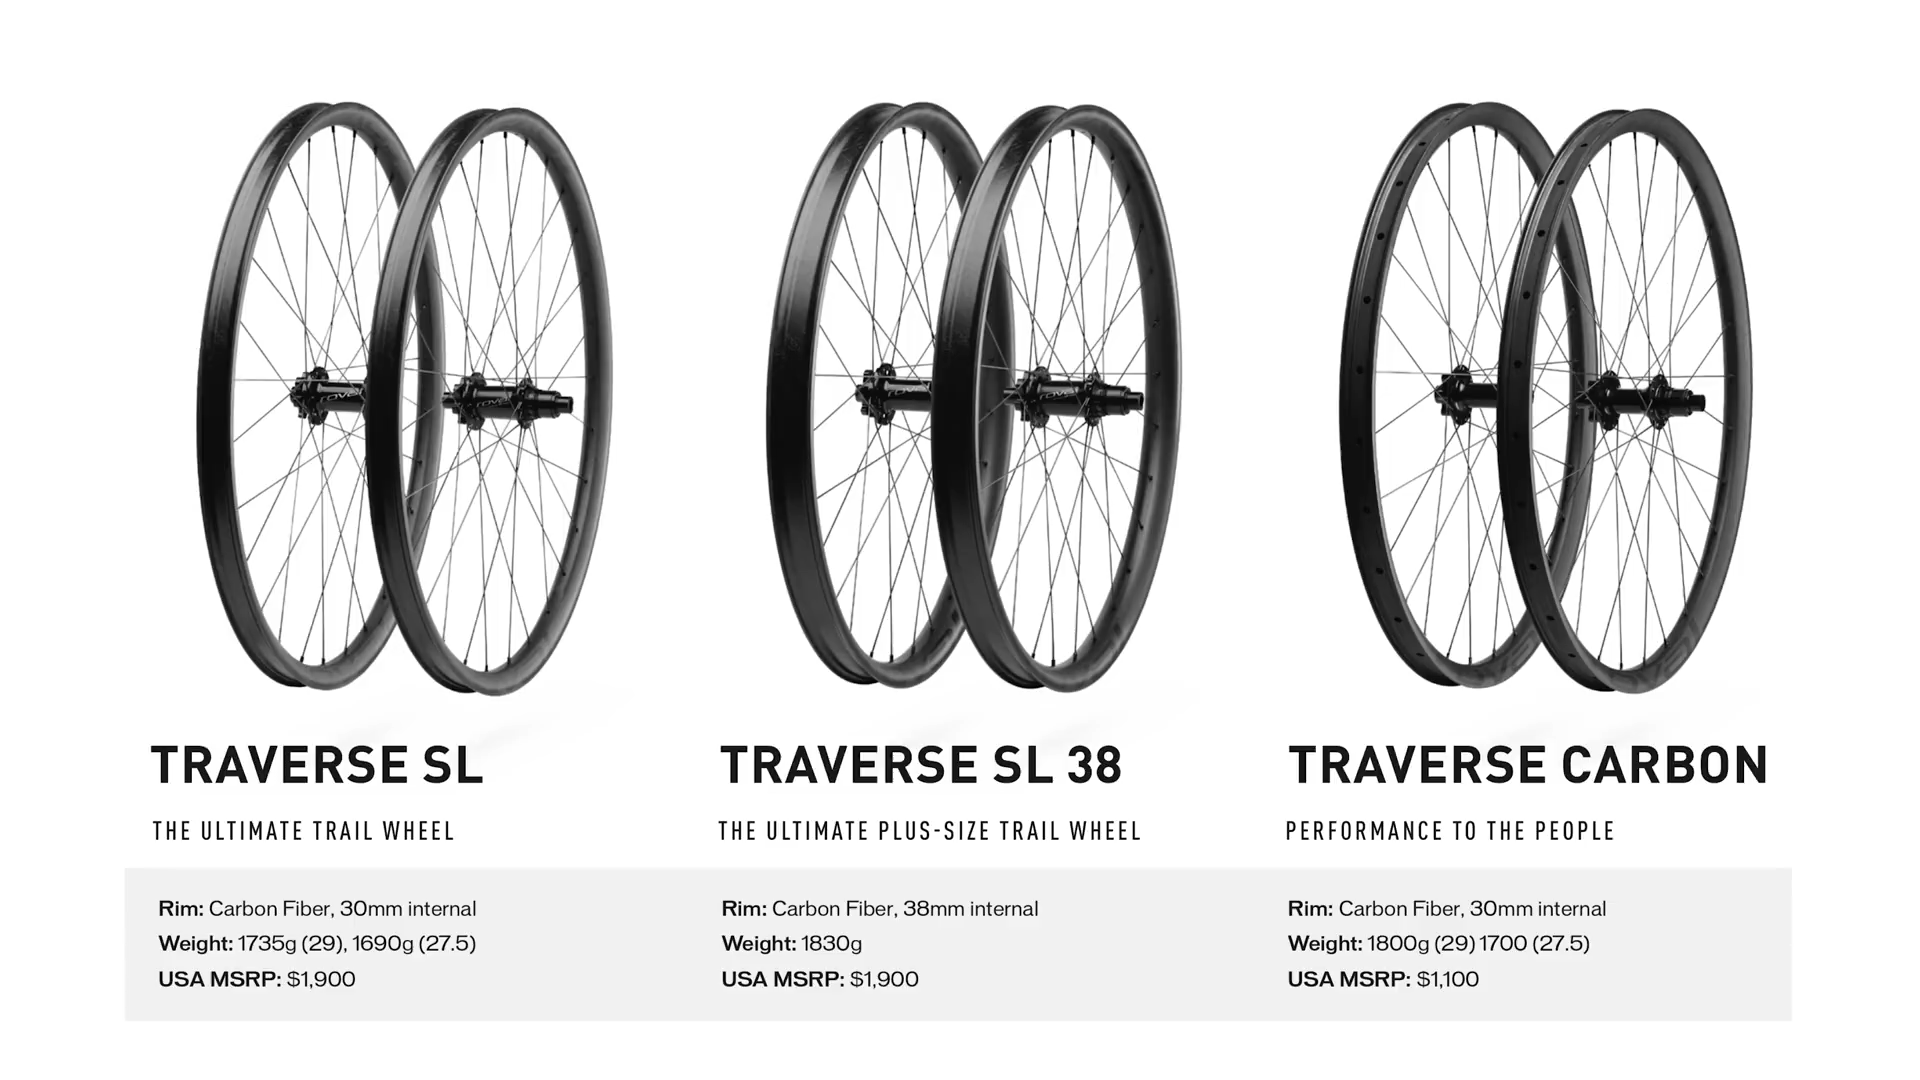 TRAVERSE SL
THE ULTIMATE TRAIL WHEEL
Rim: Carbon Fiber, 30mm internal
Weight: 1735g (29), 1690g (27.5)
USA MSRP: $1,900
TRAVERSE SL 38
THE ULTIMATE PLUS-SIZE TRAIL WHEEL
Rim: Carbon Fiber, 38mm internal
Weight: 1830g
USA MSRP: $1,900
TRAVERSE CARBON
PERFORMANCE TO THE PEOPLE
Rim: Carbon Fiber, 30mm internal
Weight: 1800g (29) 1700 (27.5)
USA MSRP: $1,100